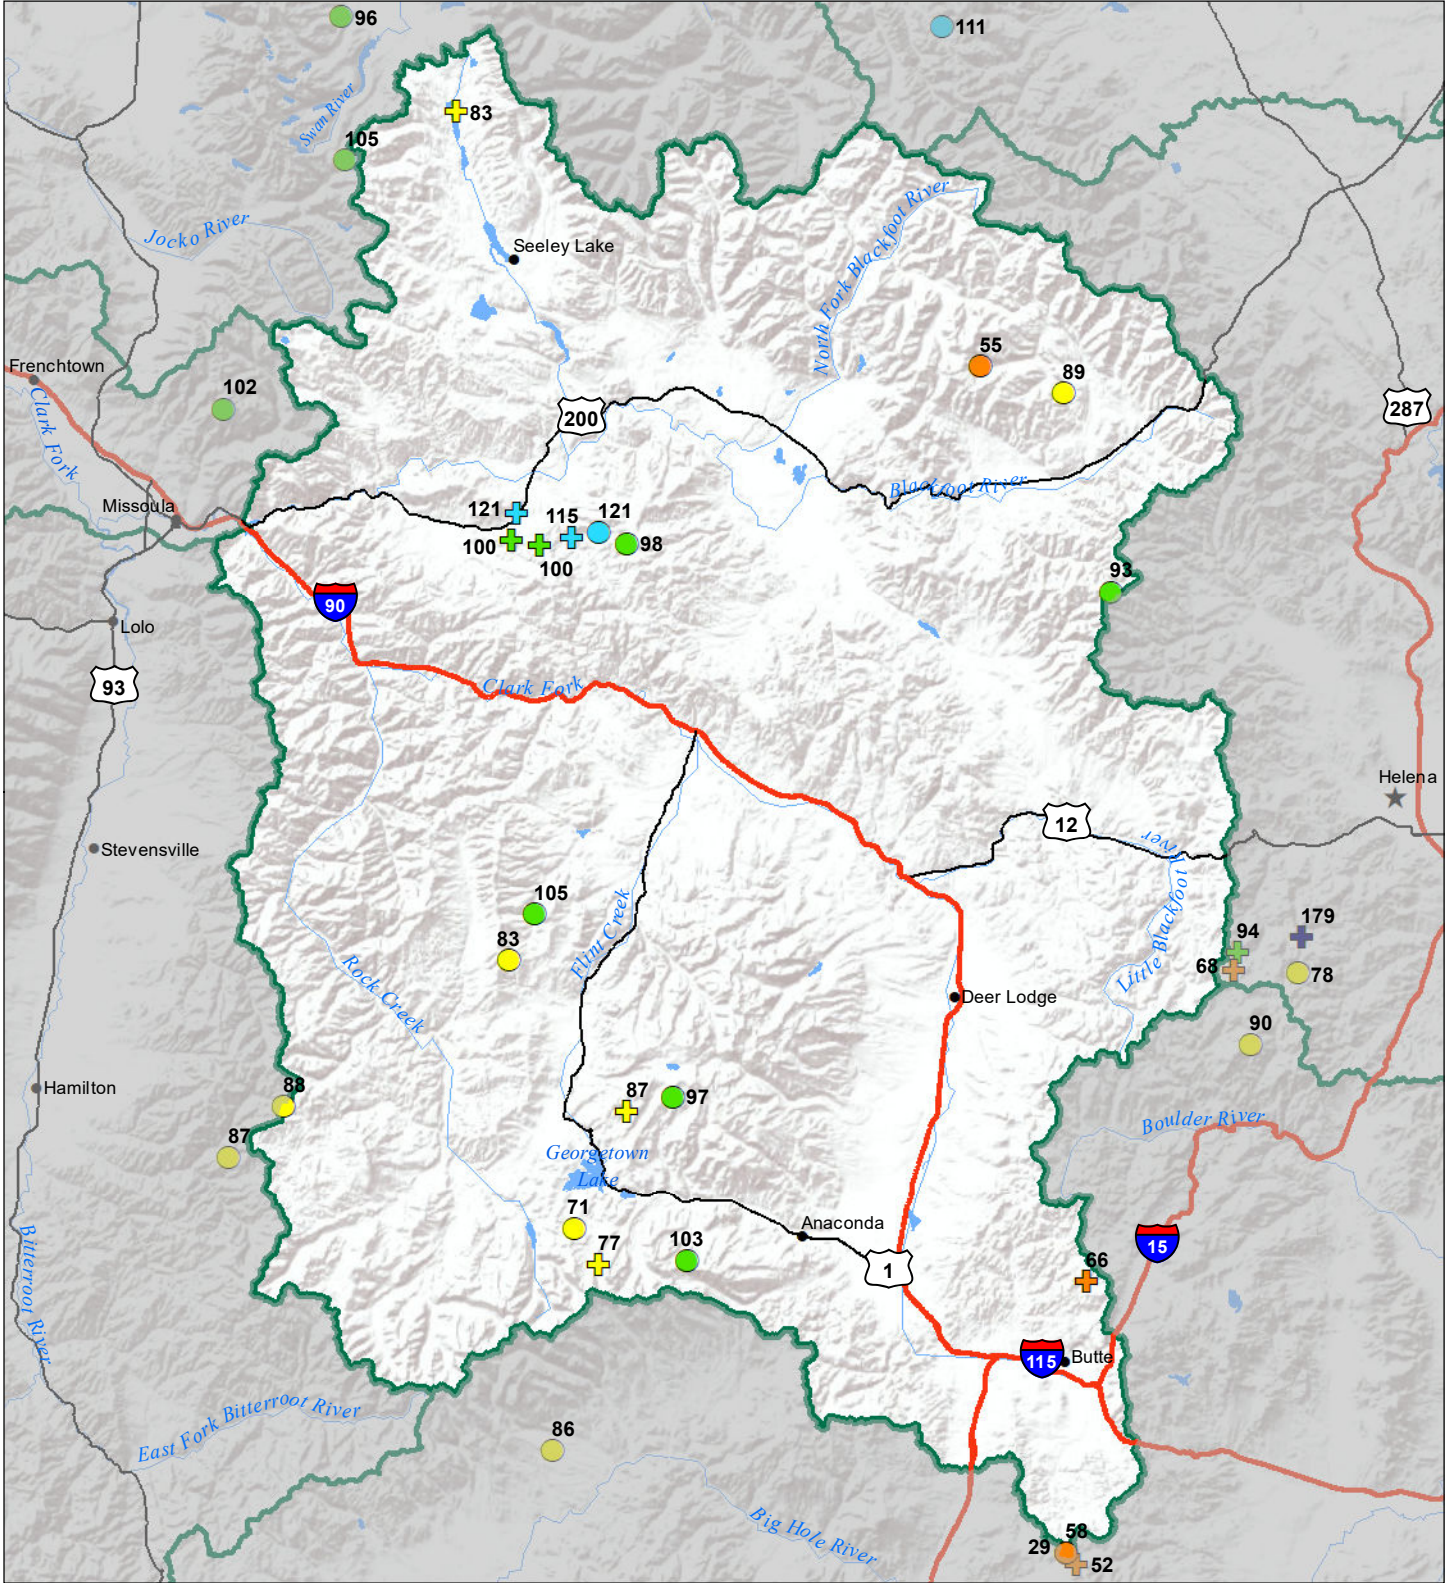 96
111
83
Swan River
105
Jocko River
Seeley Lake
North Fork Blackfoot River
55
89
Frenchtown
102
200
287
Clark Fork
Blackfoot River
Missoula
121
115
121
100
98
100
93
90
Lolo
93
Clark Fork
Helena
12
Little Blackfoot River
Stevensville
105
94
179
83
Flint Creek
68
78
Rock Creek
Deer Lodge
90
Hamilton
88
87
97
Boulder River
87
Georgetown
Lake
71
Anaconda
77
103
1
15
66
Bitterroot River
115
Butte
East Fork Bitterroot River
86
Big Hole River
58
29
52